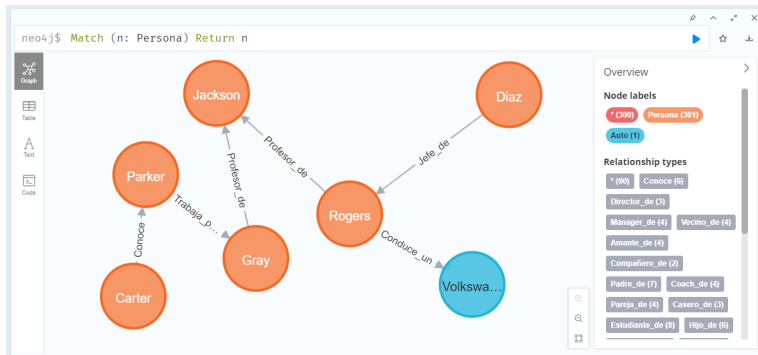 neo4j$ Match (n: Persona) Return n
Graph
Table
Text
Code
Jackson
Diaz
Profesor_de
Profesor_de
Jefe_de
Parker
Trabaja_p...
Rogers
Conoce
Gray
Conduce_un
Carter
Volkswa...
Overview
Node labels
* (300) Persona (301)
Auto (1)
Relationship types
* (90) Conoce (6)
Director_de (3)
Manager_de (4) Vecino_de (4)
Amante_de (4)
Compañero_de (2)
Padre_de (7) Coach_de (4)
Pareja_de (4) Casero_de (3)
Estudiante_de (8) Hijo_de (6)